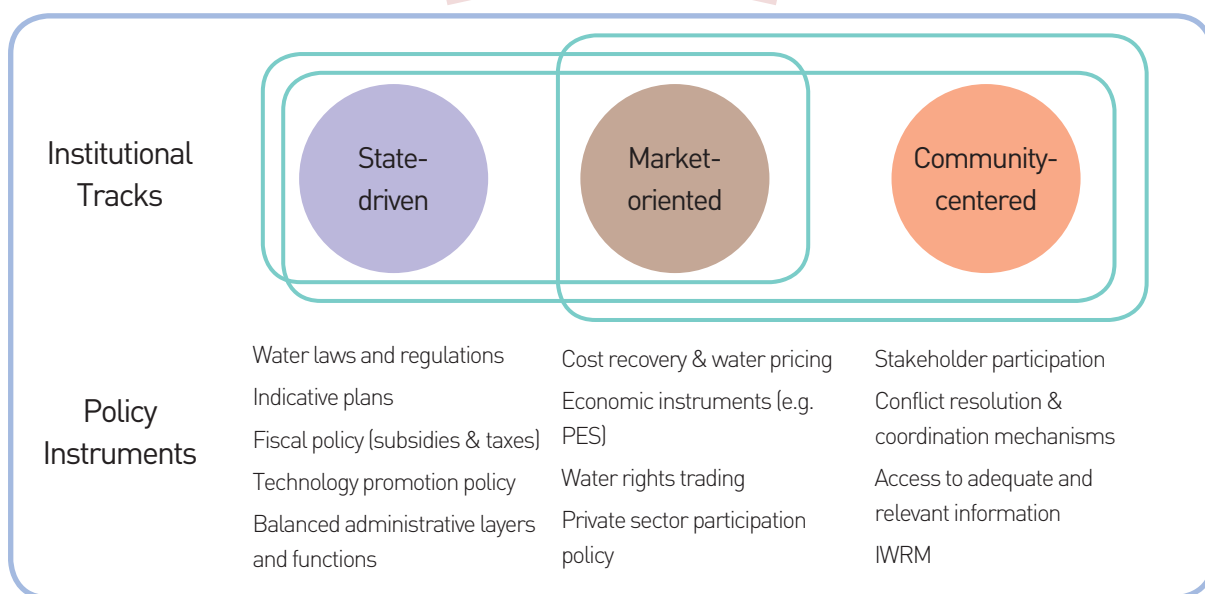 Institutional
Tracks
State-
driven
Market-
oriented
Community-
centered
Policy
Instruments
Water laws and regulations
Indicative plans
Fiscal policy (subsidies & taxes)
Technology promotion policy
Balanced administrative layers
and functions
Cost recovery & water pricing
Economic instruments (e.g.
PES)
Water rights trading
Private sector participation
policy
Stakeholder participation
Conflict resolution &
coordination mechanisms
Access to adequate and
relevant information
IWRM